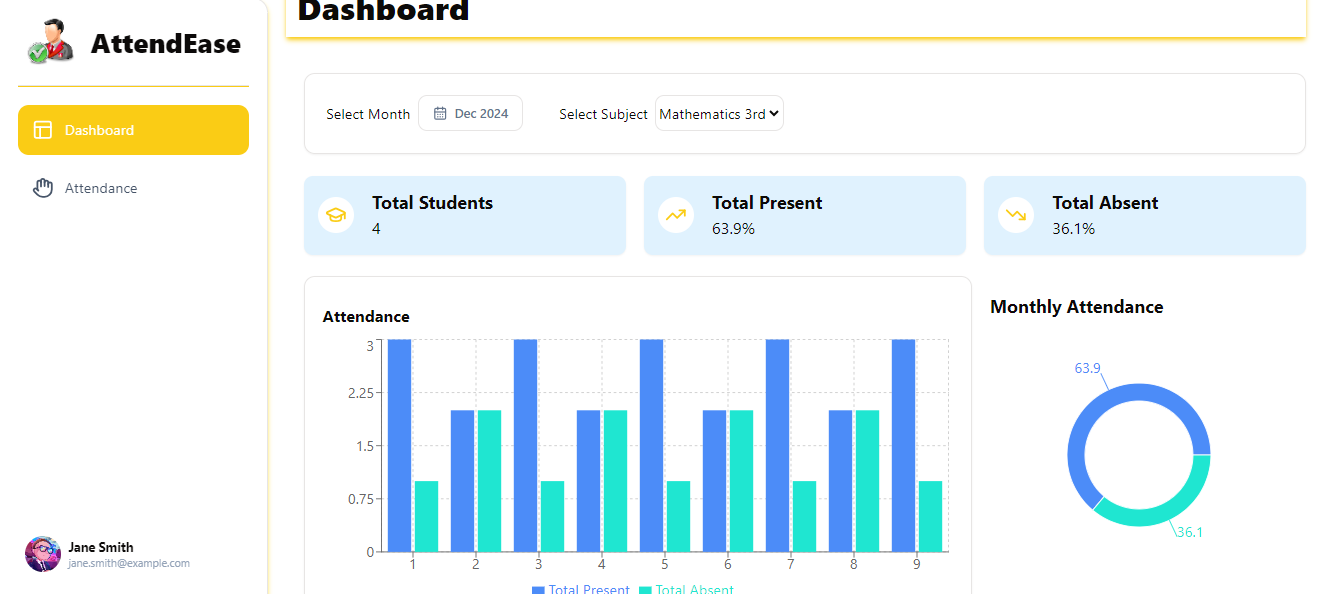 Dashboard
AttendEase
Dashboard
Attendance
Select Month
Dec 2024
Select Subject
Mathematics 3rd
Total Students
4
Total Present
63.9%
Total Absent
36.1%
Attendance
3
2.25
1.5
0.75
0
1 2 3 4 5 6 7 8 9
Total Present Total Absent
Monthly Attendance
63.9
36.1
Jane Smith
jane.smith@example.com